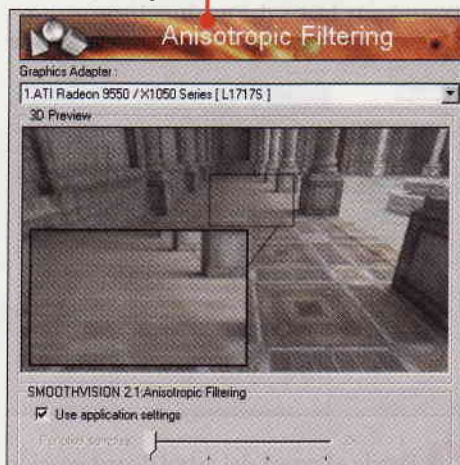 Anisotropic Filtering
Graphics Adapter :
1.ATI Radeon 9550 / X1050 Series [ L1717S ]
3D Preview
SMOOTHVISION 2.1:Anisotropic Filtering
Use application settings